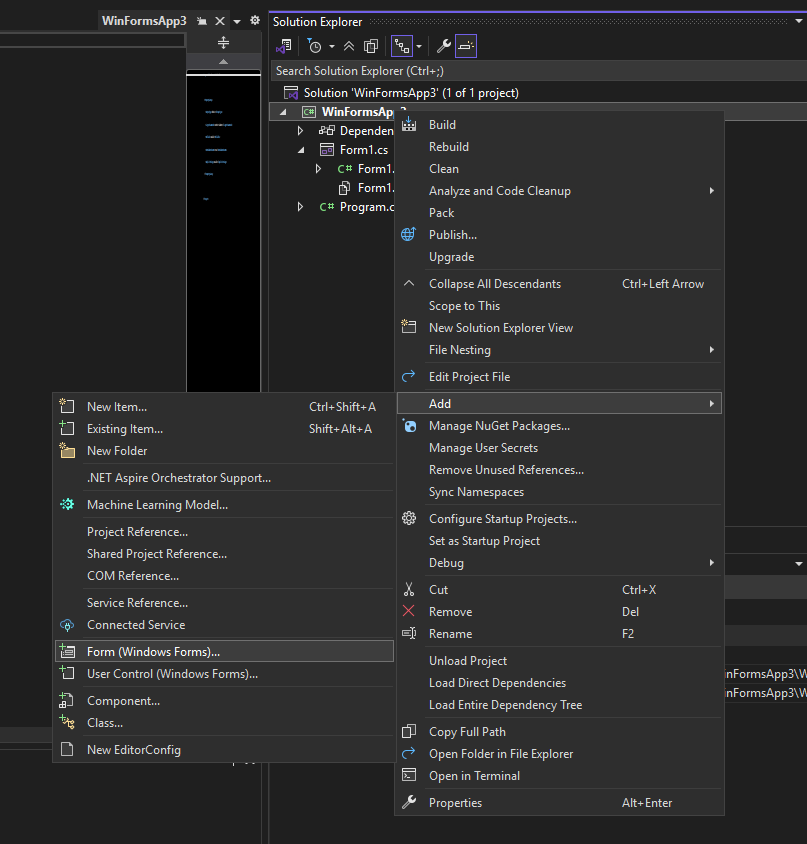 WinFormsApp3
Solution Explorer
Search Solution Explorer (Ctrl+;)
Solution 'WinFormsApp3' (1 of 1 project)
C# WinFormsApp3
Dependen
Form1.cs
C# Form1.
Form1.
C# Program.c
Build
Rebuild
Clean
Analyze and Code Cleanup
Pack
Publish...
Upgrade
Collapse All Descendants Ctrl+Left Arrow
Scope to This
New Solution Explorer View
File Nesting
Edit Project File
Add
Manage NuGet Packages...
Manage User Secrets
Remove Unused References...
Sync Namespaces
Configure Startup Projects...
Set as Startup Project
Debug
Cut Ctrl+X
Remove Del
Rename F2
Unload Project
Load Direct Dependencies
Load Entire Dependency Tree
Copy Full Path
Open Folder in File Explorer
Open in Terminal
Properties Alt+Enter
New Item... Ctrl+Shift+A
Existing Item... Shift+Alt+A
New Folder
.NET Aspire Orchestrator Support...
Machine Learning Model...
Project Reference...
Shared Project Reference...
COM Reference...
Service Reference...
Connected Service
Form (Windows Forms)...
User Control (Windows Forms)...
Component...
Class...
New EditorConfig
inFormsApp3\W
inFormsApp3\W